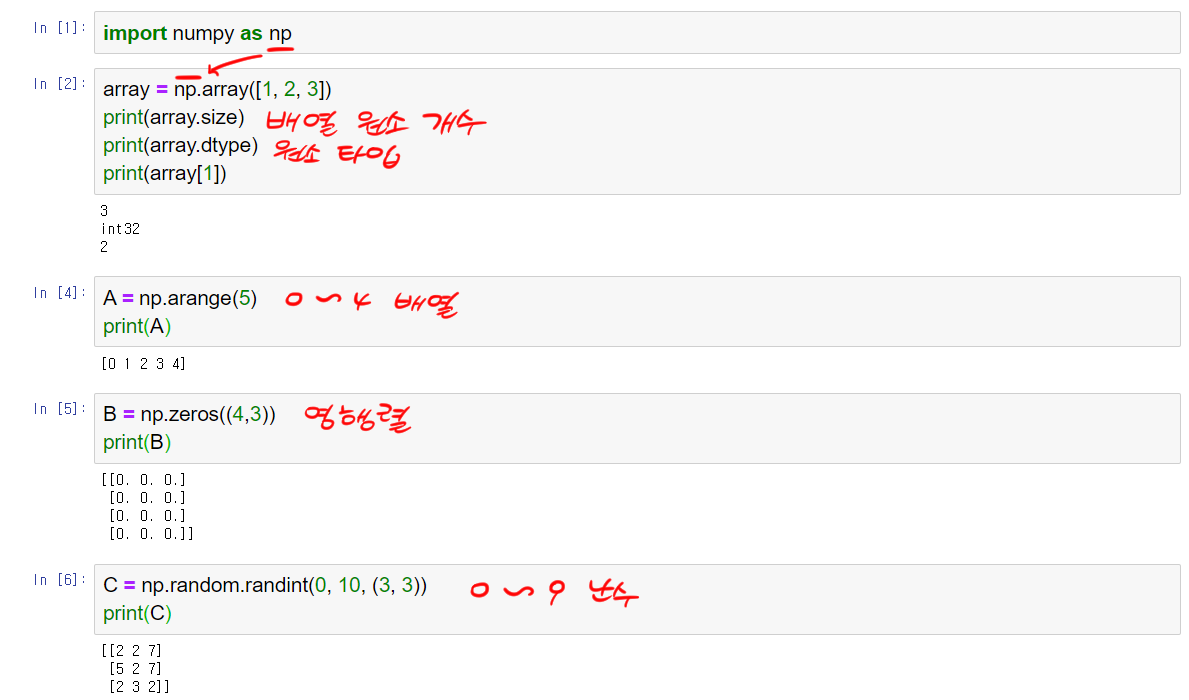 In [1]: import numpy as np
In [2]: array = np.array([1, 2, 3])
print(array.size) 배열 원소 개수
print(array.dtype) 원소 타입
print(array[1])
3
int32
2
In [4]: A = np.arange(5) 0 ~ 4 배열
print(A)
[0 1 2 3 4]
In [5]: B = np.zeros((4,3)) 영행렬
print(B)
[[0. 0. 0.]
[0. 0. 0.]
[0. 0. 0.]
[0. 0. 0.]]
In [6]: C = np.random.randint(0, 10, (3, 3)) 0 ~ 9 난수
print(C)
[[2 2 7]
[5 2 7]
[2 3 2]]